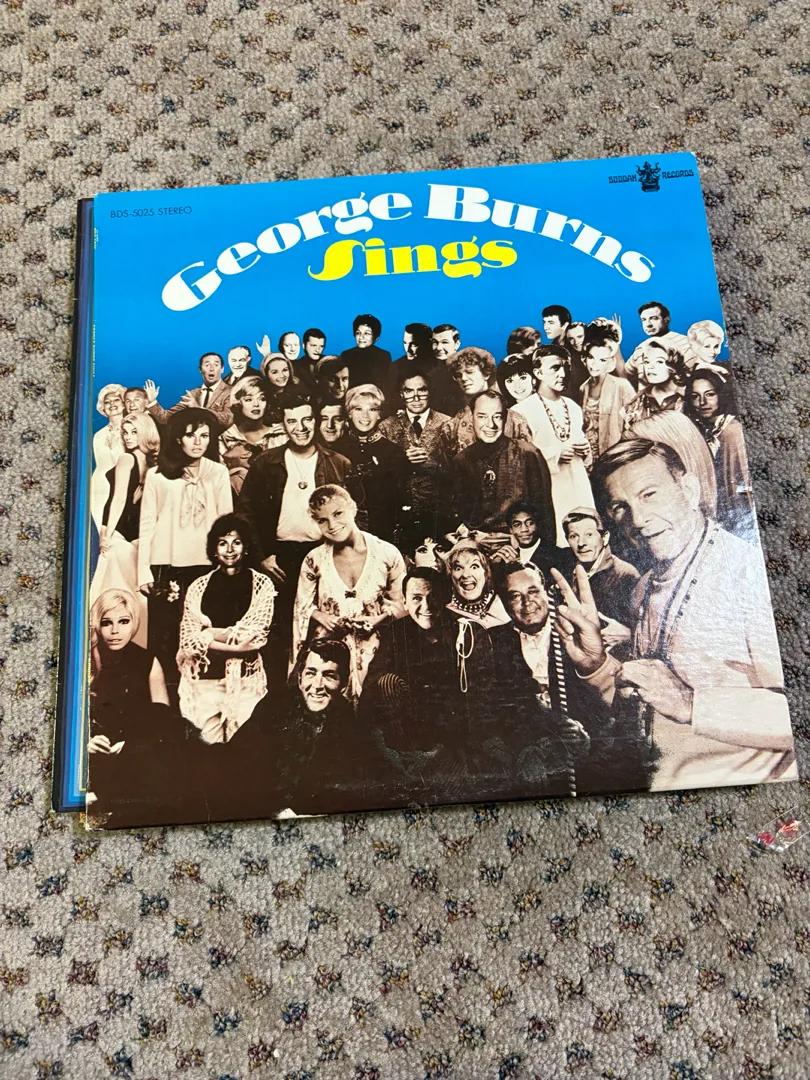 BDS-5025 STEREO
BUDDAH RECORDS
George Burns
Sings